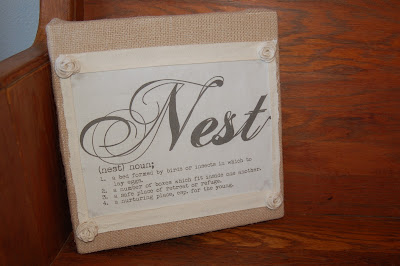 Nest
(nest) noun;
1. a bed formed by birds or insects in which to
lay eggs.
2. a number of boxes which fit inside one another.
3. a safe place of retreat or refuge.
4. a nurturing place, esp. for the young.